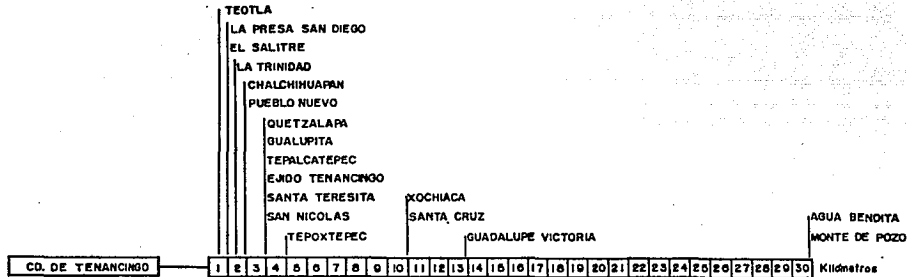 TEOTLA
LA PRESA SAN DIEGO
EL SALITRE
LA TRINIDAD
CHALCHIHUAPAN
PUEBLO NUEVO
QUETZALAPA
GUALUPITA
TEPALCATEPEC
EJIDO TENANCINGO
SANTA TERESITA
SAN NICOLAS
TEPOXTEPEC
XOCHIACA
SANTA CRUZ
GUADALUPE VICTORIA
AGUA BENDITA
MONTE DE POZO
CD. DE TENANCINGO
1 2 3 4 5 6 7 8 9 10 11 12 13 14 15 16 17 18 19 20 21 22 23 24 25 26 27 28 29 30 Kilómetros